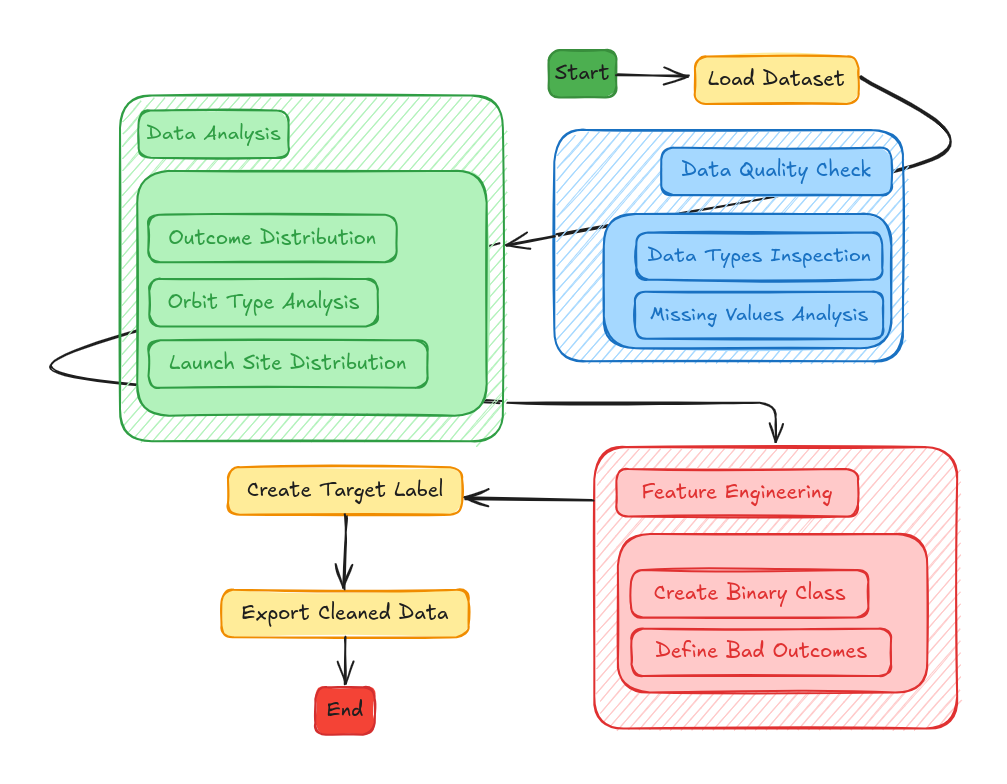 Start
Load Dataset
Data Quality Check
Data Types Inspection
Missing Values Analysis
Data Analysis
Outcome Distribution
Orbit Type Analysis
Launch Site Distribution
Feature Engineering
Create Binary Class
Define Bad Outcomes
Create Target Label
Export Cleaned Data
End